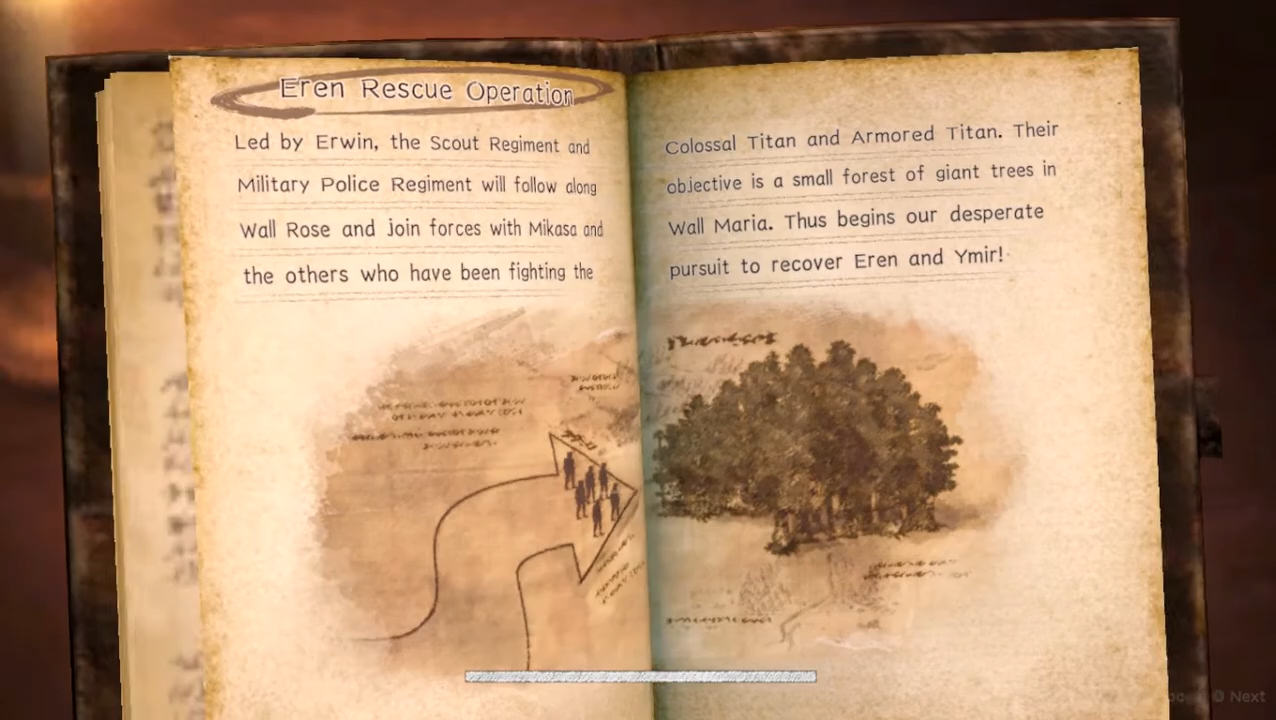 Eren Rescue Operation
Led by Erwin, the Scout Regiment and
Military Police Regiment will follow along
Wall Rose and join forces with Mikasa and
the others who have been fighting the
Colossal Titan and Armored Titan. Their
objective is a small forest of giant trees in
Wall Maria. Thus begins our desperate
pursuit to recover Eren and Ymir!
Next